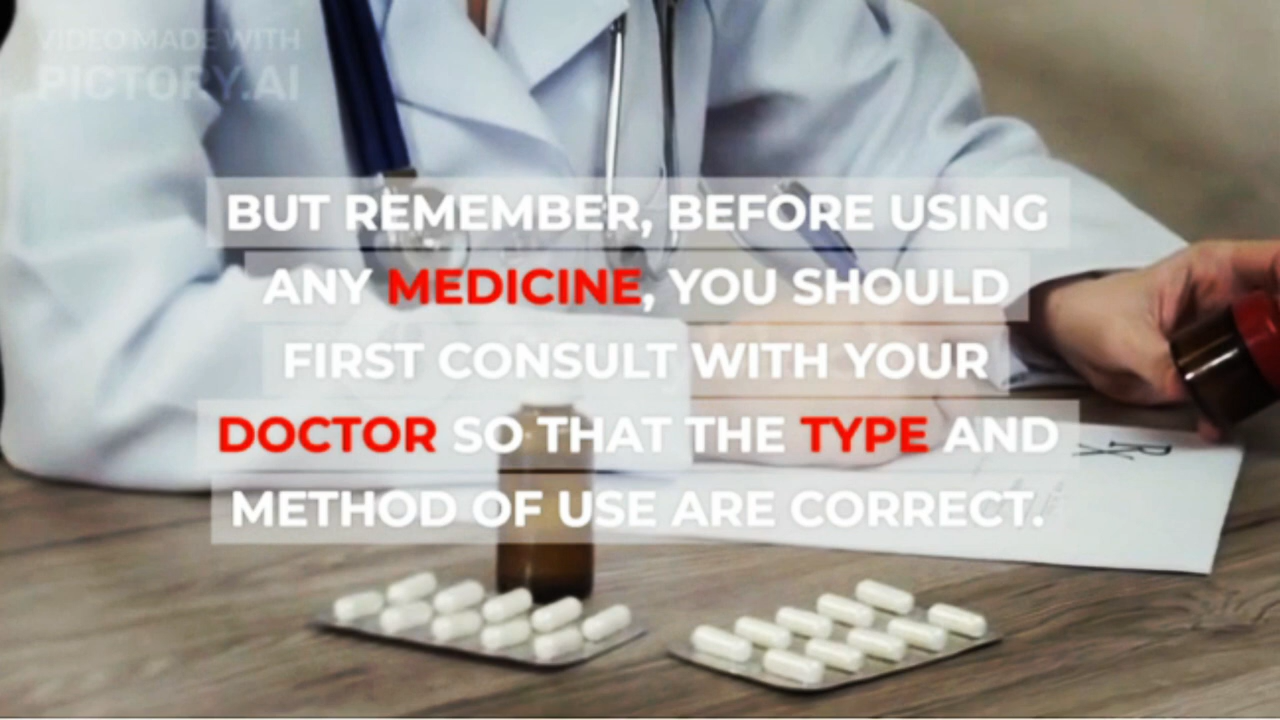 VIDEO MADE WITH
PICTORY.AI
BUT REMEMBER, BEFORE USING
ANY MEDICINE, YOU SHOULD
FIRST CONSULT WITH YOUR
DOCTOR SO THAT THE TYPE AND
METHOD OF USE ARE CORRECT.
Rx